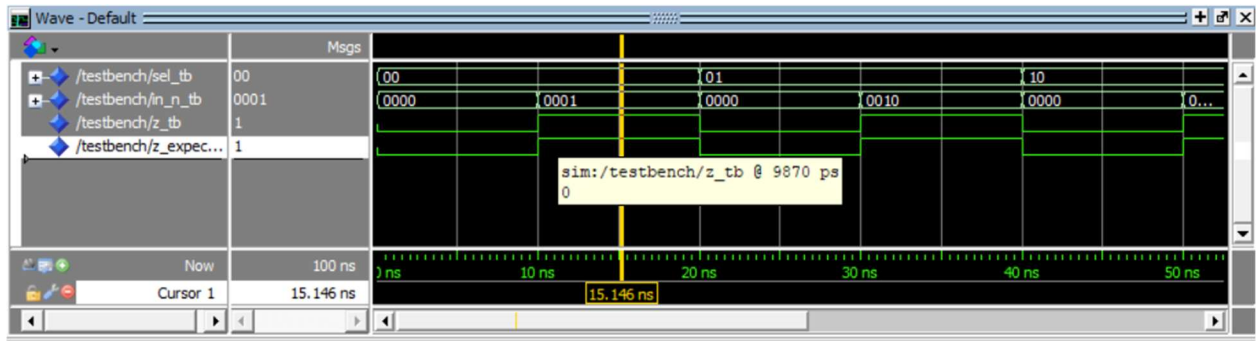 Wave - Default
Msgs
/testbench/sel_tb 00 00 01 10
/testbench/in_n_tb 0001 0000 0001 0000 0010 0000 0...
/testbench/z_tb 1
/testbench/z_expec... 1
sim:/testbench/z_tb @ 9870 ps
0
Now 100 ns ns 10 ns 20 ns 30 ns 40 ns 50 ns
Cursor 1 15.146 ns 15.146 ns